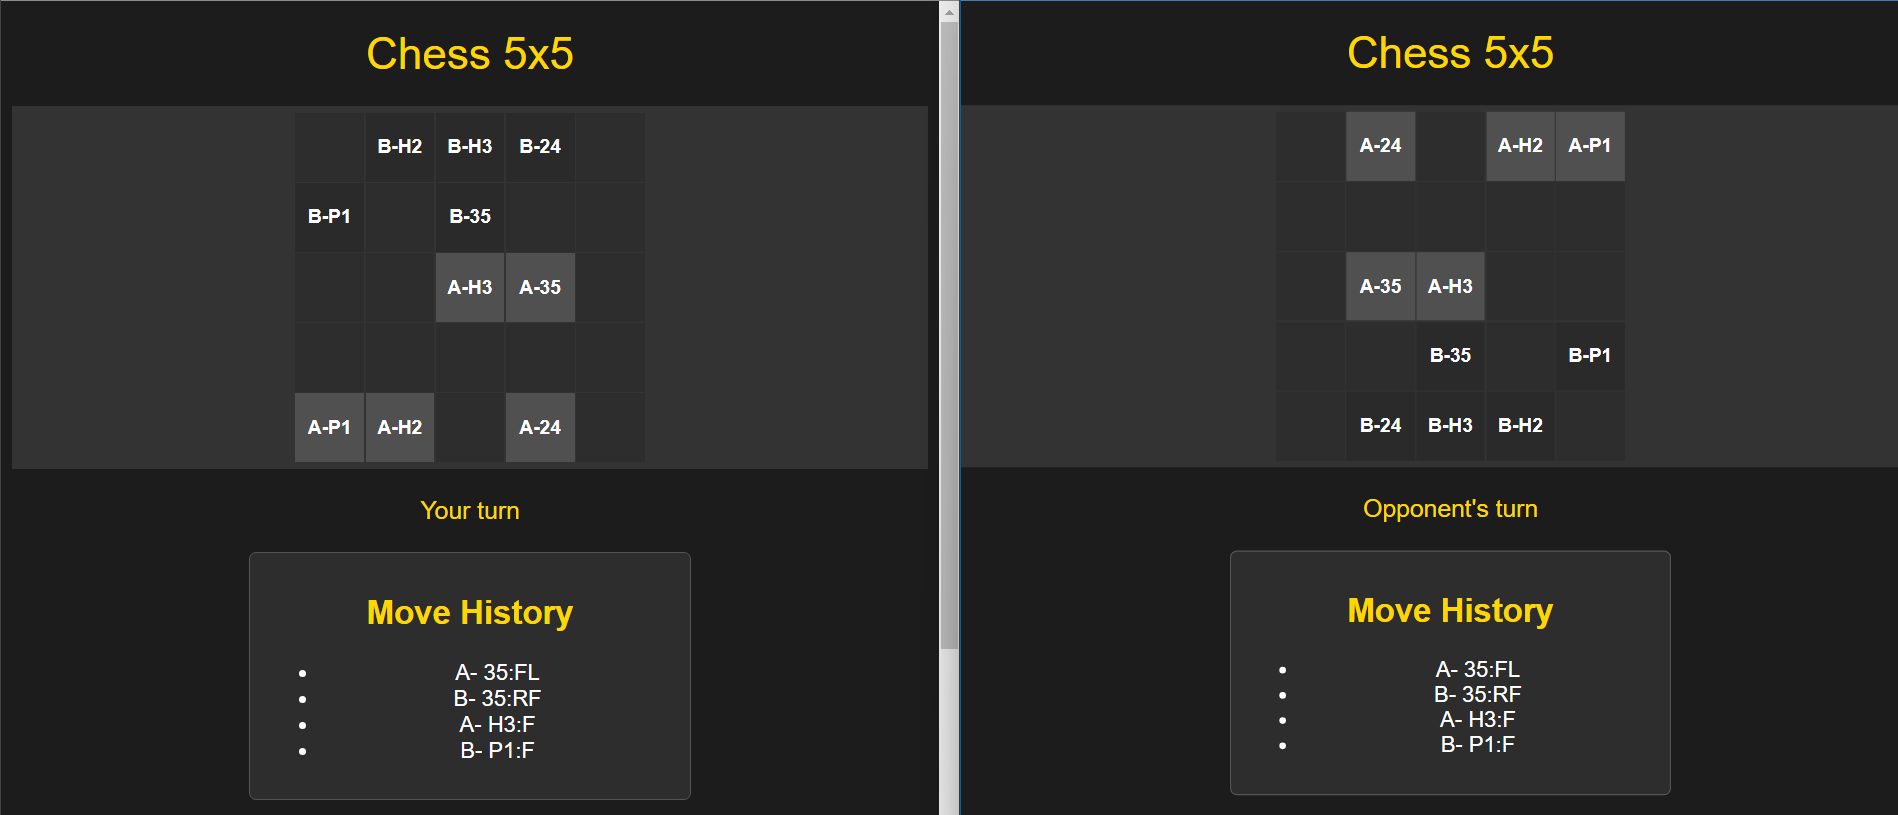 Chess 5x5
B-H2 B-H3 B-24
B-P1 B-35
A-H3 A-35
A-P1 A-H2 A-24
Your turn
Move History
• A- 35:FL
• B- 35:RF
• A- H3:F
• B- P1:F
Chess 5x5
A-24 A-H2 A-P1
A-35 A-H3
B-35 B-P1
B-24 B-H3 B-H2
Opponent's turn
Move History
• A- 35:FL
• B- 35:RF
• A- H3:F
• B- P1:F